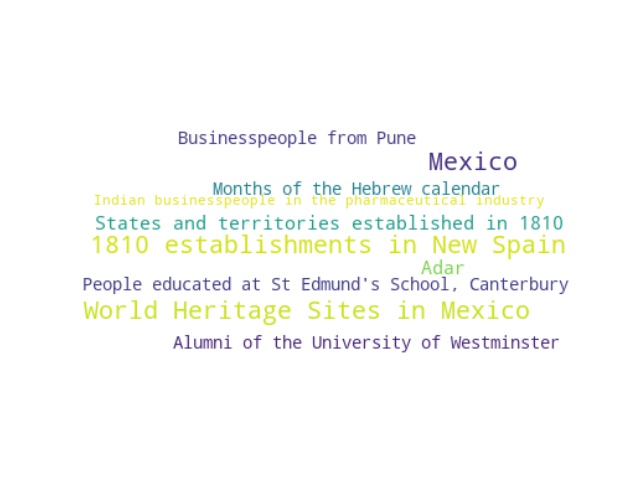 Businesspeople from Pune
Mexico
Months of the Hebrew calendar
Indian businesspeople in the pharmaceutical industry
States and territories established in 1810
1810 establishments in New Spain
Adar
People educated at St Edmund's School, Canterbury
World Heritage Sites in Mexico
Alumni of the University of Westminster